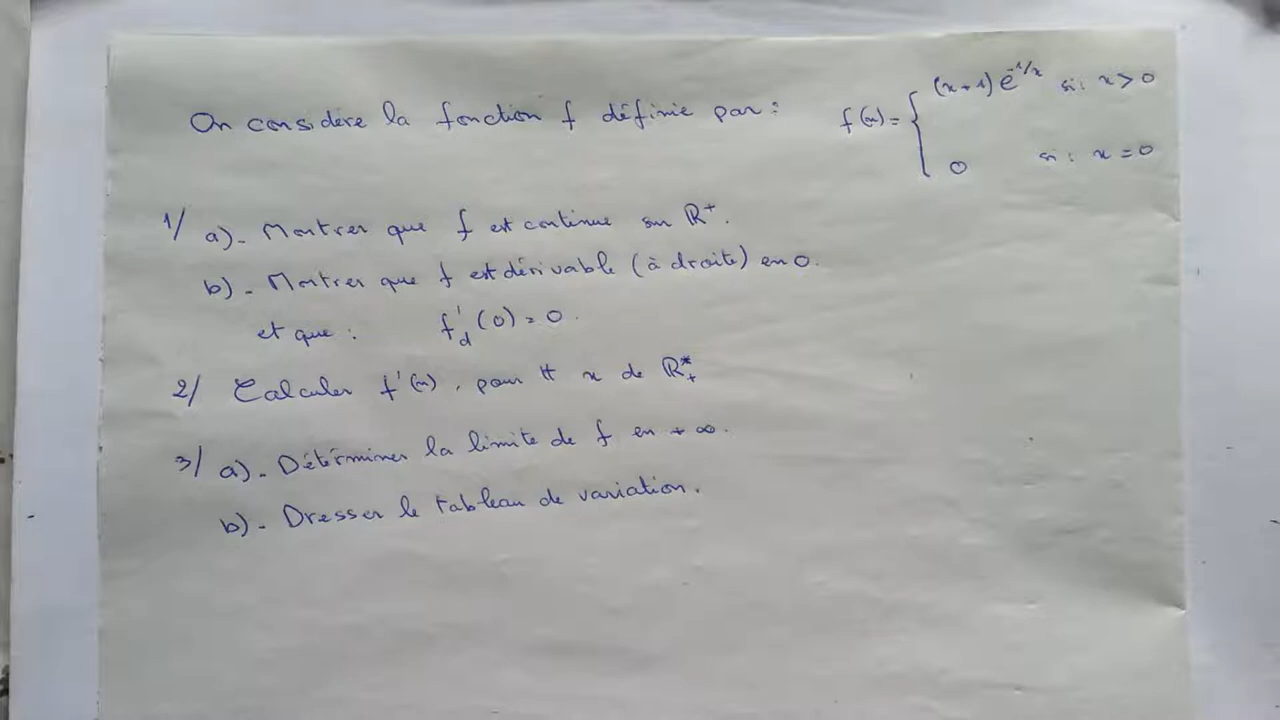 On considère la fonction f définie par : f(x) = { (x+1) e^{-1/x} si : x > 0
0 si : x = 0
1/ a)- Montrer que f est continue sur ℝ⁺.
b)- Montrer que f est dérivable (à droite) en 0.
et que : f'_d (0) = 0.
2/ Calculer f'(x), pour tt x de ℝ*₊
3/ a)- Déterminer la limite de f en +∞.
b)- Dresser le tableau de variation.